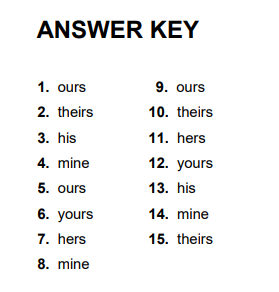 ANSWER KEY
1. ours
2. theirs
3. his
4. mine
5. ours
6. yours
7. hers
8. mine
9. ours
10. theirs
11. hers
12. yours
13. his
14. mine
15. theirs